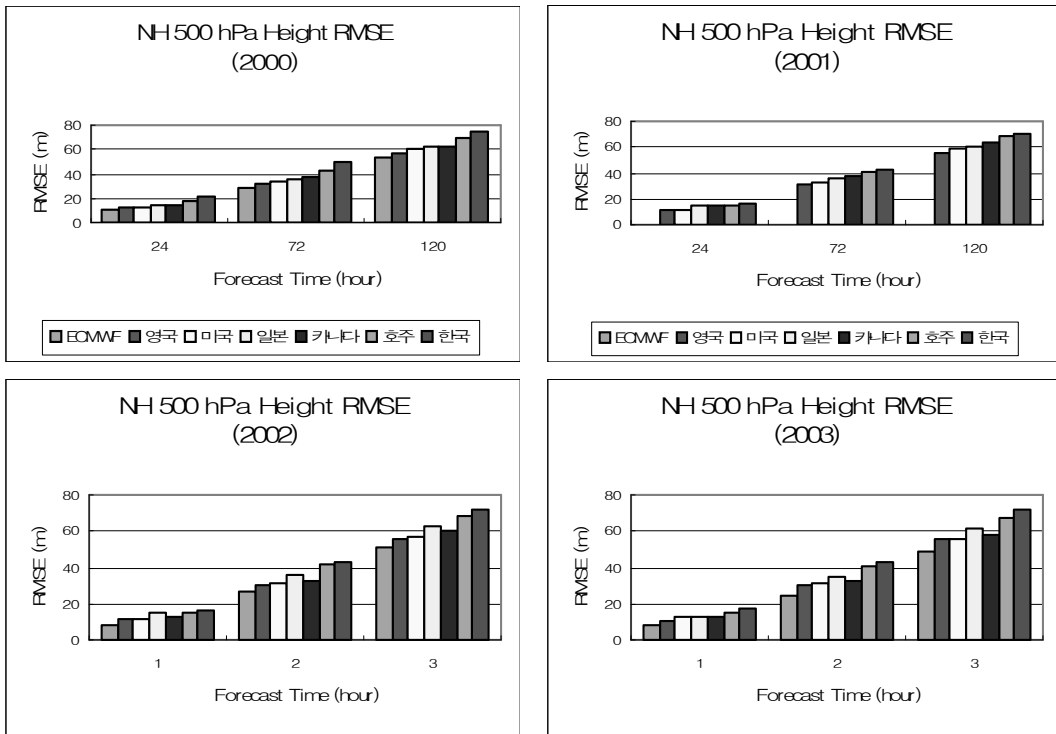 NH 500 hPa Height RMSE
(2000)
80
60
40
20
0
RMSE (m)
24 72 120
Forecast Time (hour)
ECMWF 영국 미국 일본 카나다 호주 한국
NH 500 hPa Height RMSE
(2001)
80
60
40
20
0
RMSE (m)
24 72 120
Forecast Time (hour)
ECMWF 영국 미국 일본 카나다 호주 한국
NH 500 hPa Height RMSE
(2002)
80
60
40
20
0
RMSE (m)
1 2 3
Forecast Time (hour)
NH 500 hPa Height RMSE
(2003)
80
60
40
20
0
RMSE (m)
1 2 3
Forecast Time (hour)